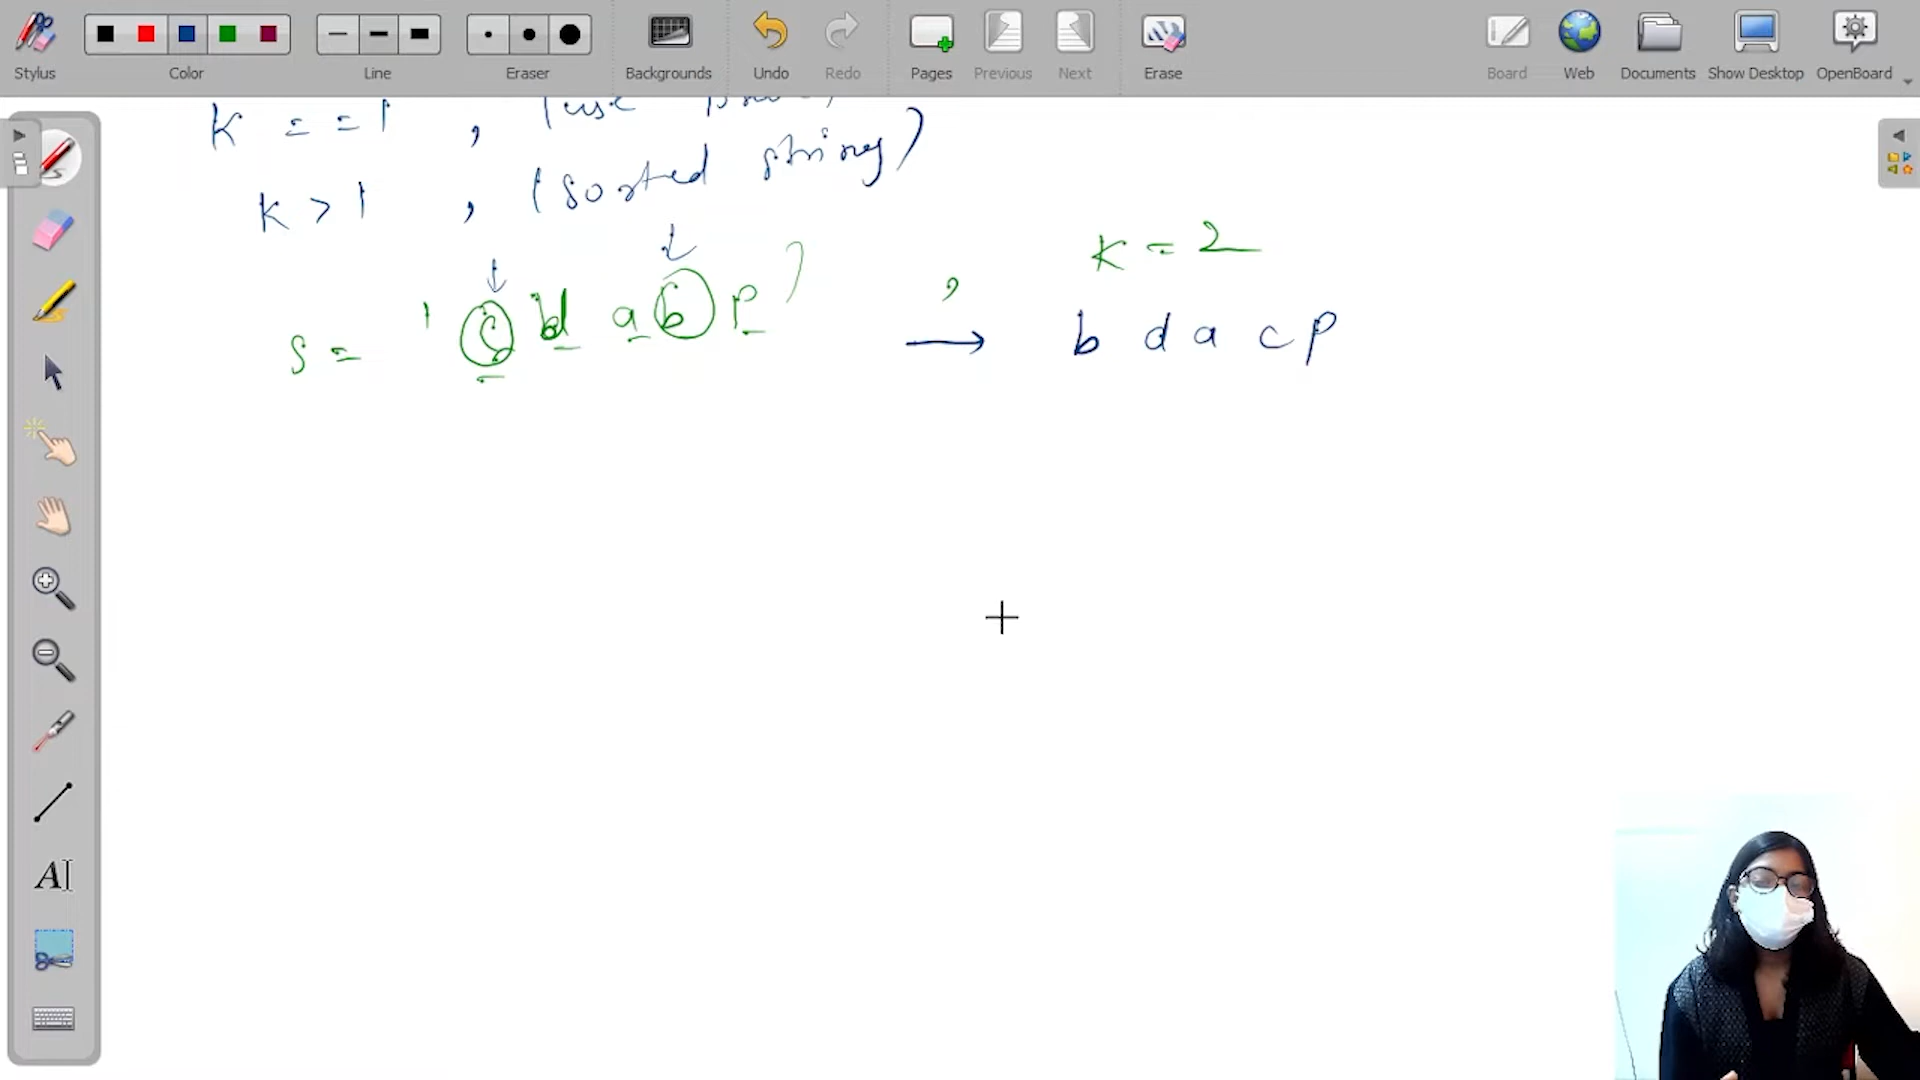 Stylus Color Line Eraser Backgrounds Undo Redo Pages Previous Next Erase Board Web Documents Show Desktop OpenBoard
K == 1 , (use
K > 1 , (sorted string)
K = 2
S = ' c d a b p ' , → b d a c p
A